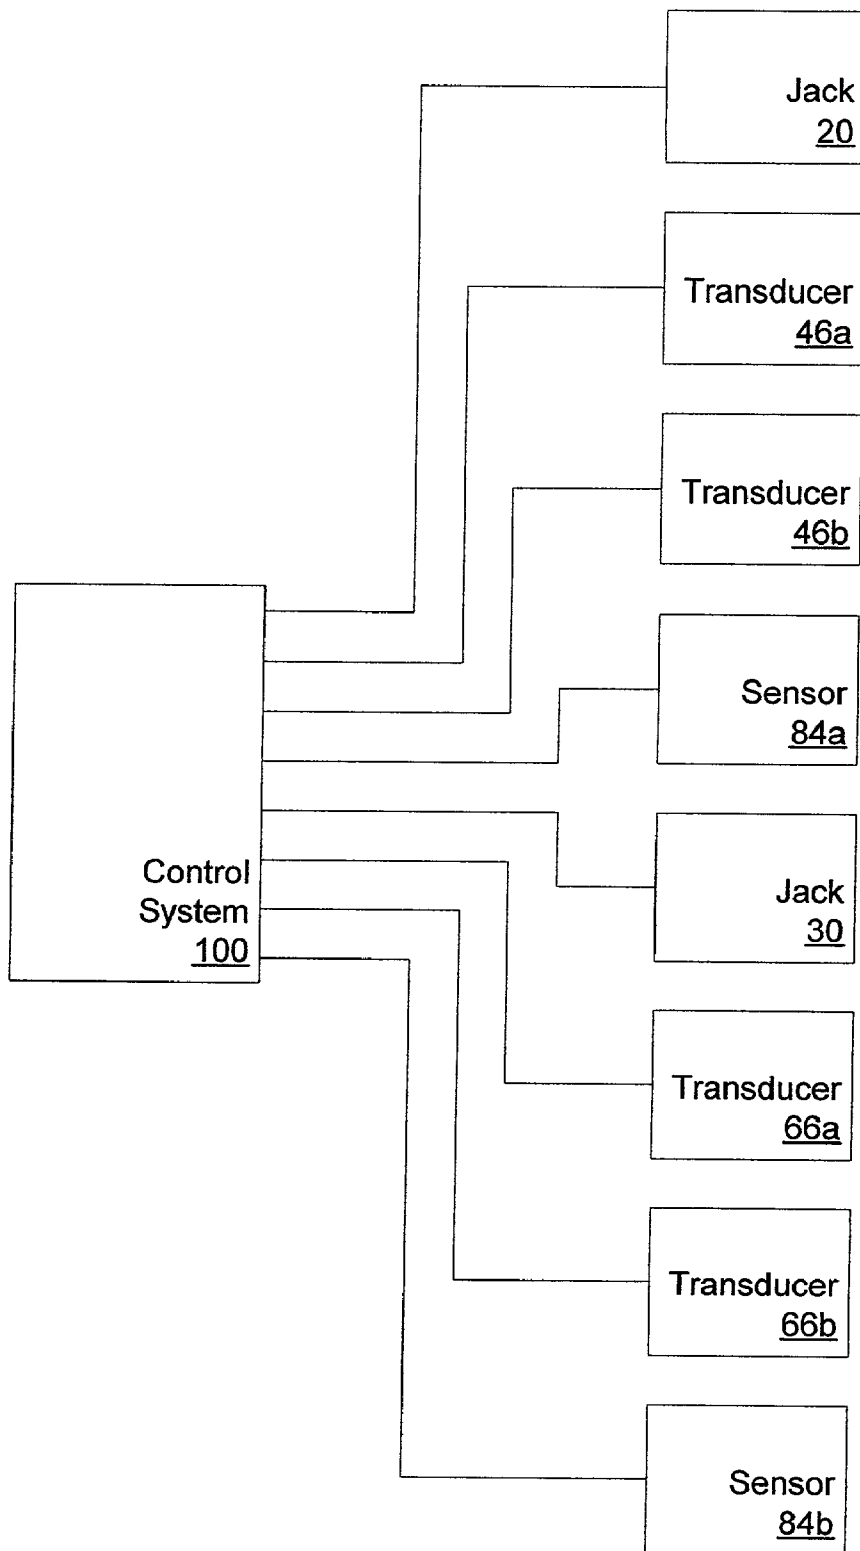 Jack
20
Transducer
46a
Transducer
46b
Sensor
84a
Control
System
100
Jack
30
Transducer
66a
Transducer
66b
Sensor
84b